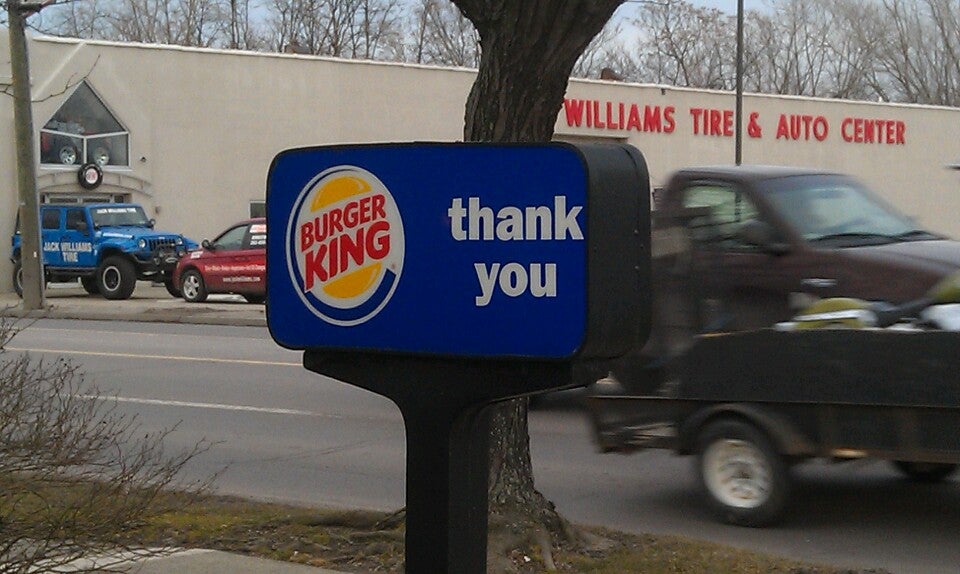 WILLIAMS TIRE & AUTO CENTER
BURGER
KING
thank
you
JACK WILLIAMS
TIRE